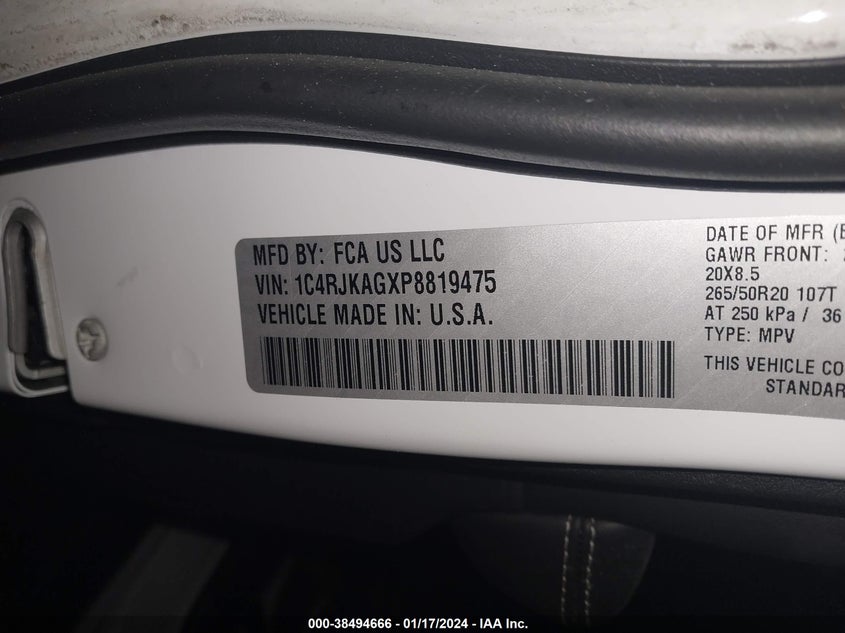 MFD BY: FCA US LLC
VIN: 1C4RJKAGXP8819475
VEHICLE MADE IN: U.S.A.
DATE OF MFR (
GAWR FRONT:
20X8.5
265/50R20 107T
AT 250 kPa / 36
TYPE: MPV
THIS VEHICLE CO
STANDAR
000-38494666 - 01/17/2024 - IAA Inc.